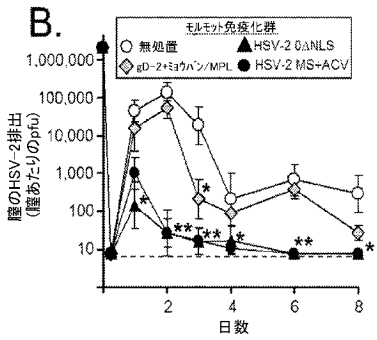 B.
モルモット免疫化群
無処置
HSV-2 0ΔNLS
gD-2+ミョウバン/MPL
HSV-2 MS+ACV
膣のHSV-2排出
(膣あたりのpfu)
1,000,000
100,000
10,000
1,000
100
10
*
*
**
**
*
**
*
0
2
4
6
8
日数